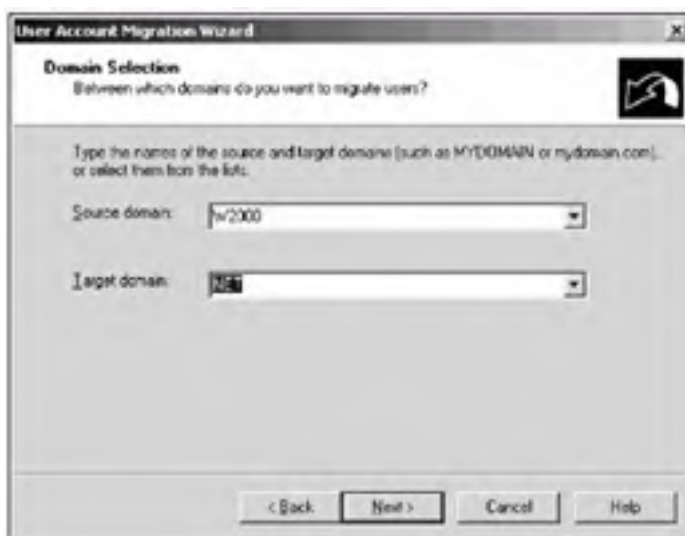 User Account Migration Wizard
Domain Selection
Between which domains do you want to migrate users?
Type the names of the source and target domains (such as MYDOMAIN or mydomain.com),
or select them from the lists.
Source domain: W2000
Target domain: NET
< Back Next > Cancel Help